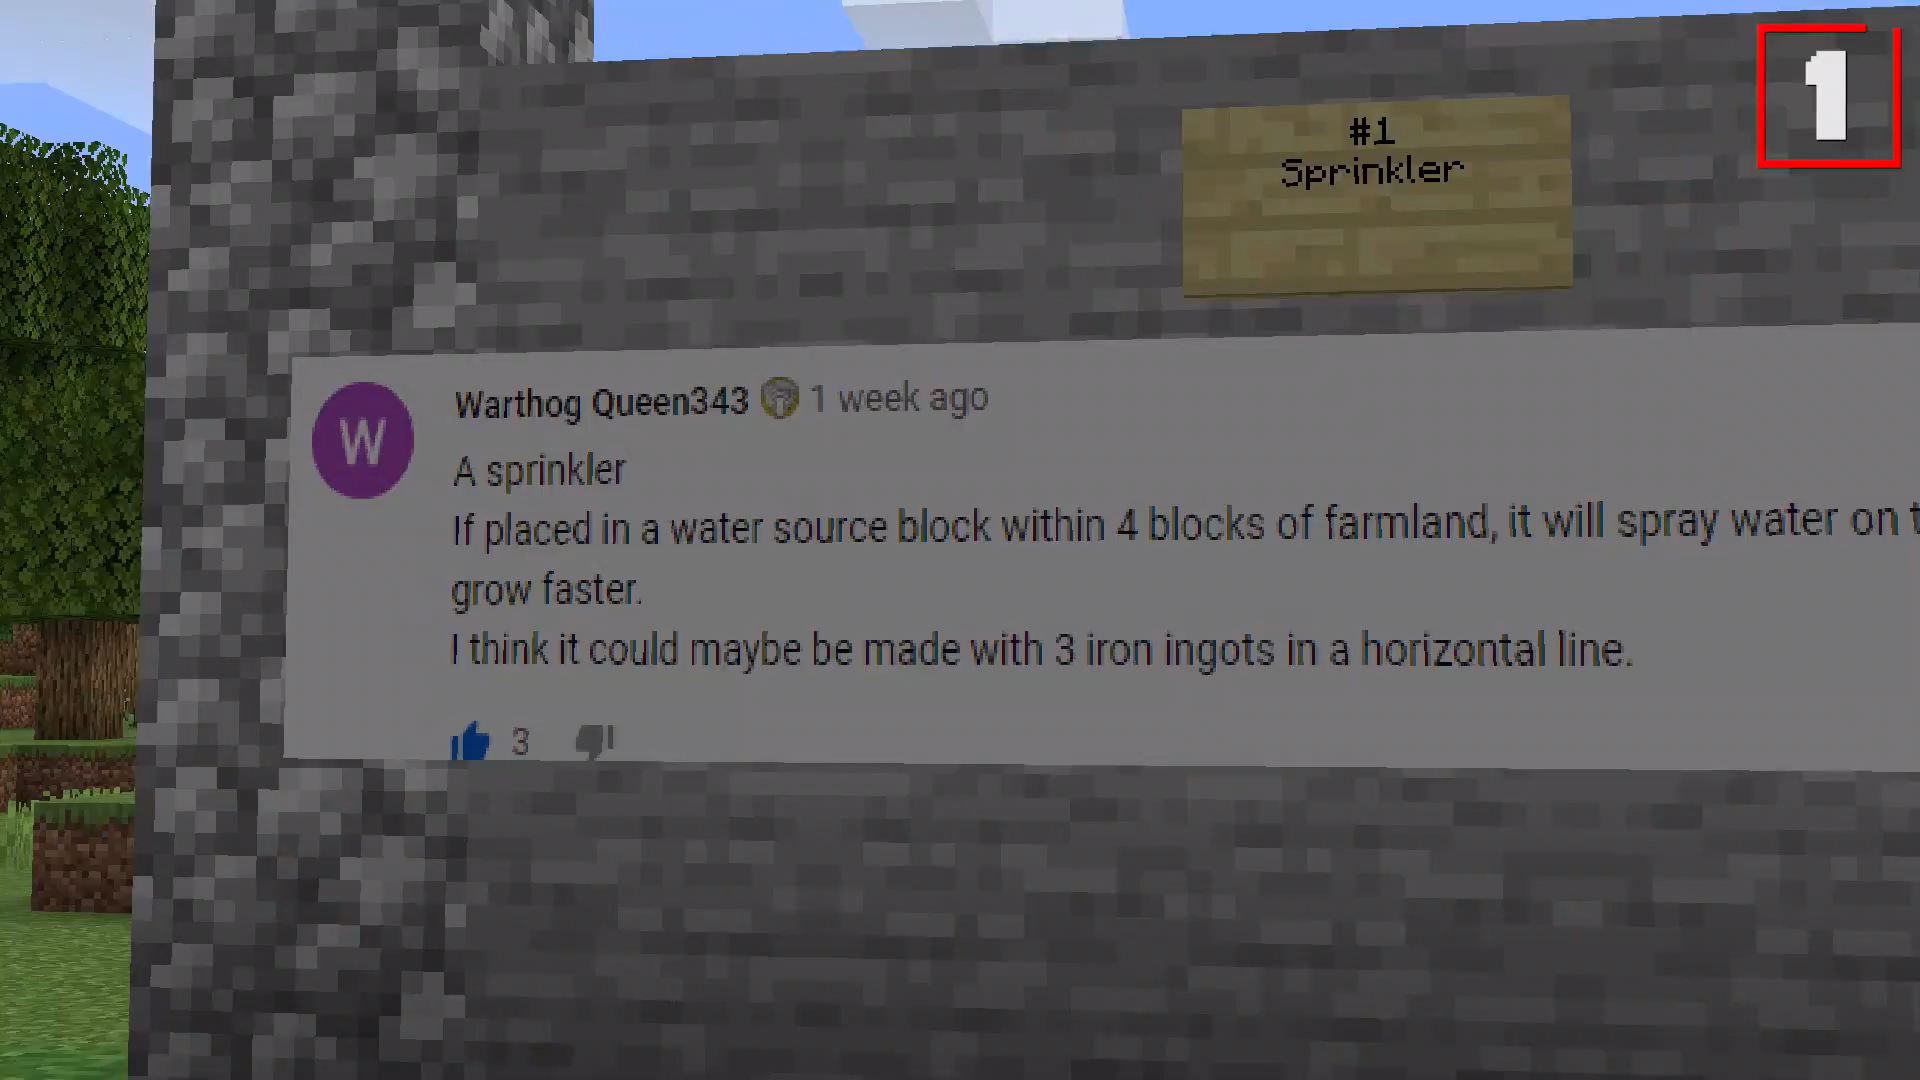 1
#1
Sprinkler
W
Warthog Queen343 1 week ago
A sprinkler
If placed in a water source block within 4 blocks of farmland, it will spray water on
grow faster.
I think it could maybe be made with 3 iron ingots in a horizontal line.
3